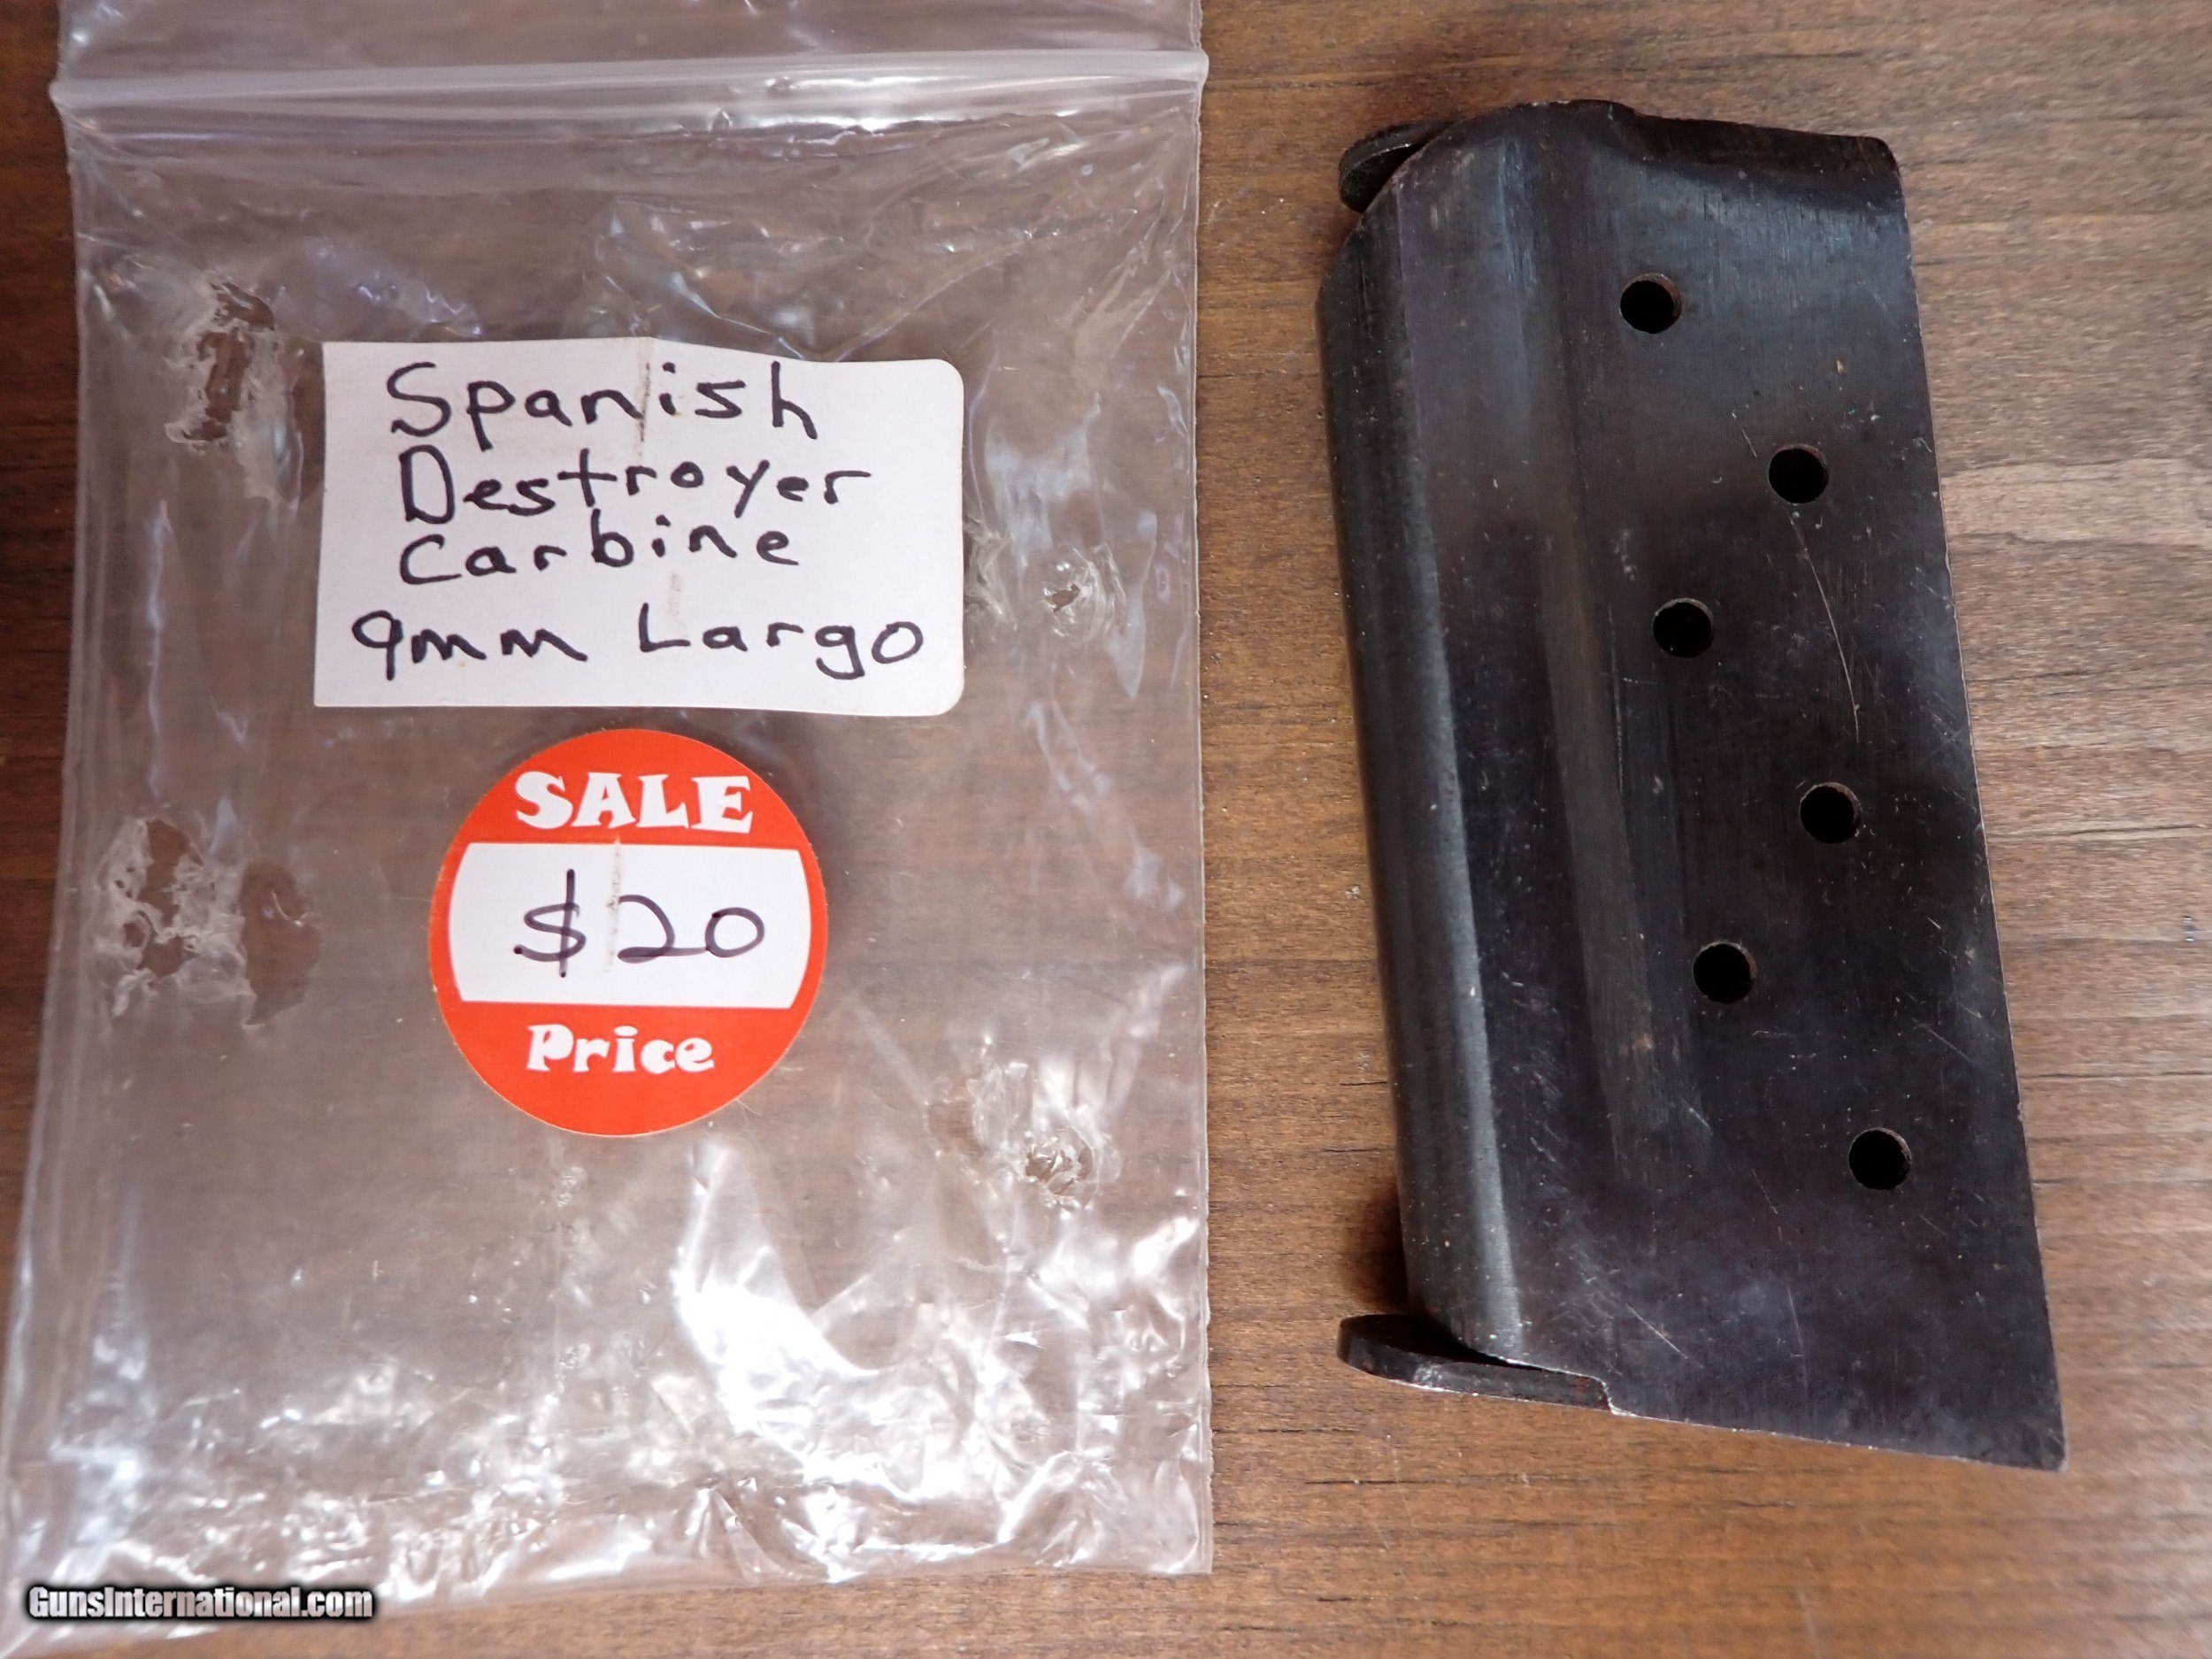 Spanish
Destroyer
Carbine
9mm Largo
SALE
$20
Price
GunsInternational.com